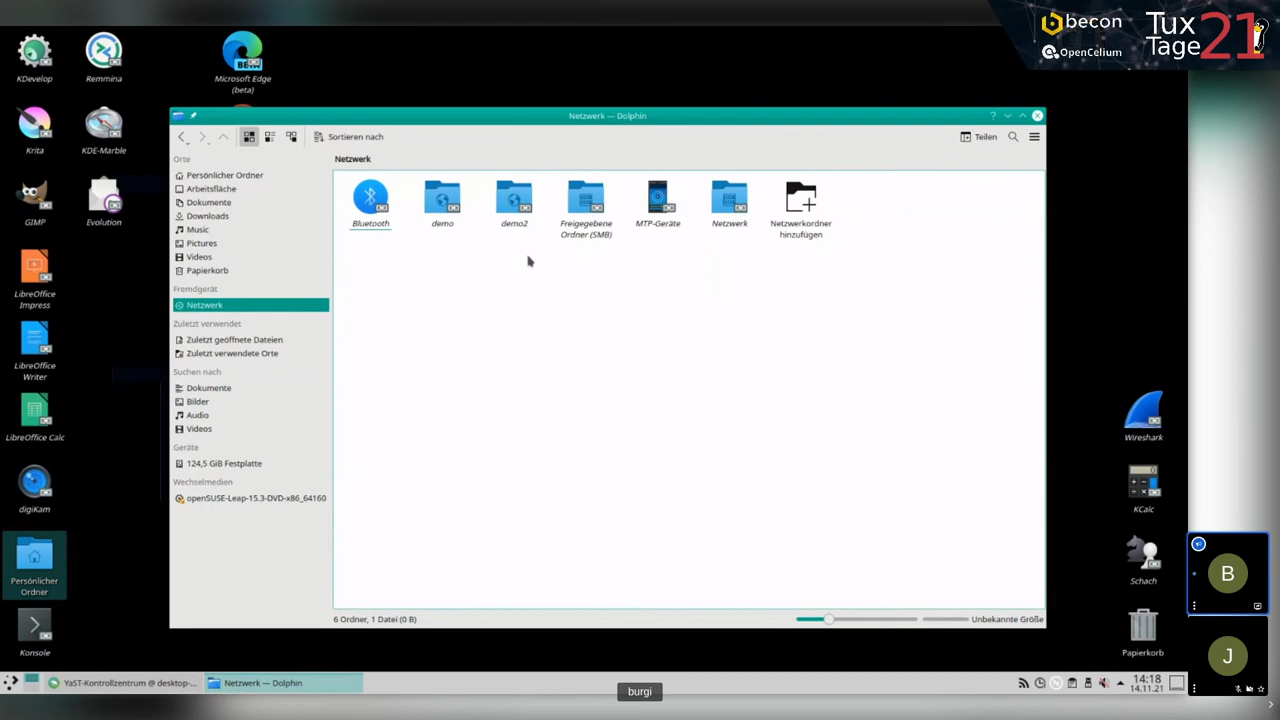 becon
OpenCelium
Tux
Tage
21
KDevelop
Remmina
Microsoft Edge
(beta)
Krita
KDE-Marble
GIMP
Evolution
LibreOffice
Impress
LibreOffice
Writer
LibreOffice Calc
digiKam
Persönlicher
Ordner
Konsole
Netzwerk — Dolphin
Sortieren nach
Teilen
Orte
Persönlicher Ordner
Arbeitsfläche
Dokumente
Downloads
Music
Pictures
Videos
Papierkorb
Fremdgerät
Netzwerk
Zuletzt verwendet
Zuletzt geöffnete Dateien
Zuletzt verwendete Orte
Suchen nach
Dokumente
Bilder
Audio
Videos
Geräte
124,5 GiB Festplatte
Wechselmedien
openSUSE-Leap-15.3-DVD-x86_64160
Netzwerk
Bluetooth
demo
demo2
Freigegebene
Ordner (SMB)
MTP-Geräte
Netzwerk
Netzwerkordner
hinzufügen
6 Ordner, 1 Datei (0 B)
Unbekannte Größe
Wireshark
KCalc
Schach
Papierkorb
B
J
YaST-Kontrollzentrum @ desktop-...
Netzwerk — Dolphin
14:18
14.11.21
burgi